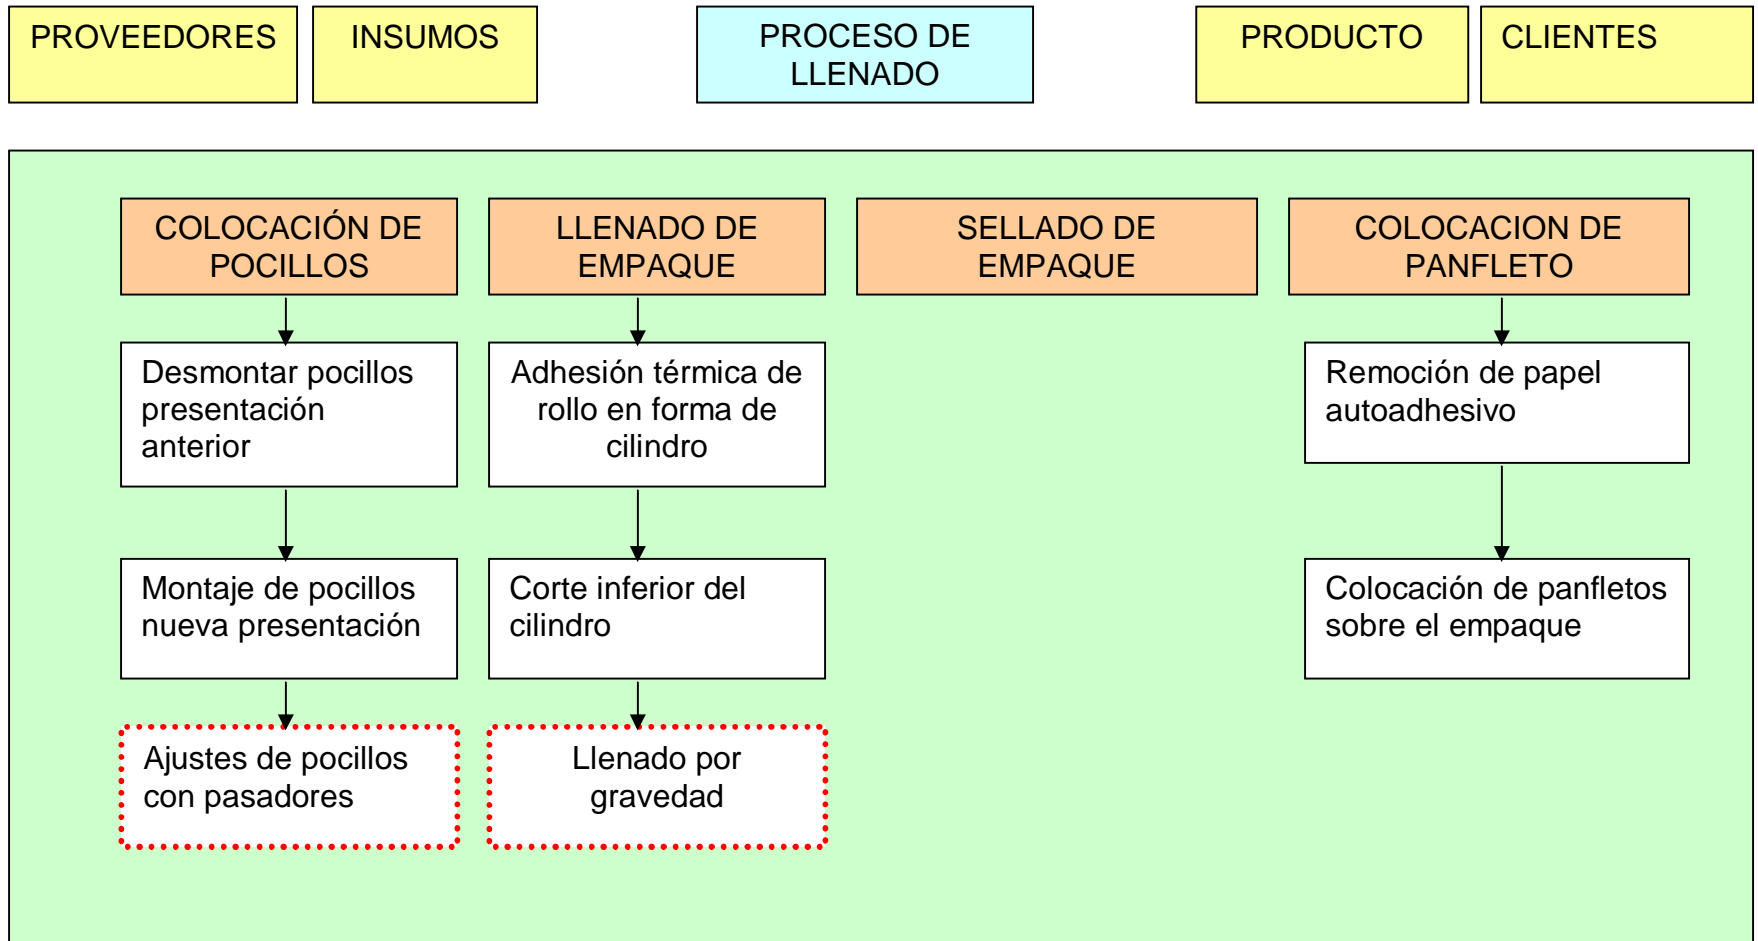 PROVEEDORES
INSUMOS
PROCESO DE
LLENADO
PRODUCTO
CLIENTES
COLOCACIÓN DE
POCILLOS
LLENADO DE
EMPAQUE
SELLADO DE
EMPAQUE
COLOCACION DE
PANFLETO
Desmontar pocillos
presentación
anterior
Adhesión térmica de
rollo en forma de
cilindro
Remoción de papel
autoadhesivo
Montaje de pocillos
nueva presentación
Corte inferior del
cilindro
Colocación de panfletos
sobre el empaque
Ajustes de pocillos
con pasadores
Llenado por
gravedad